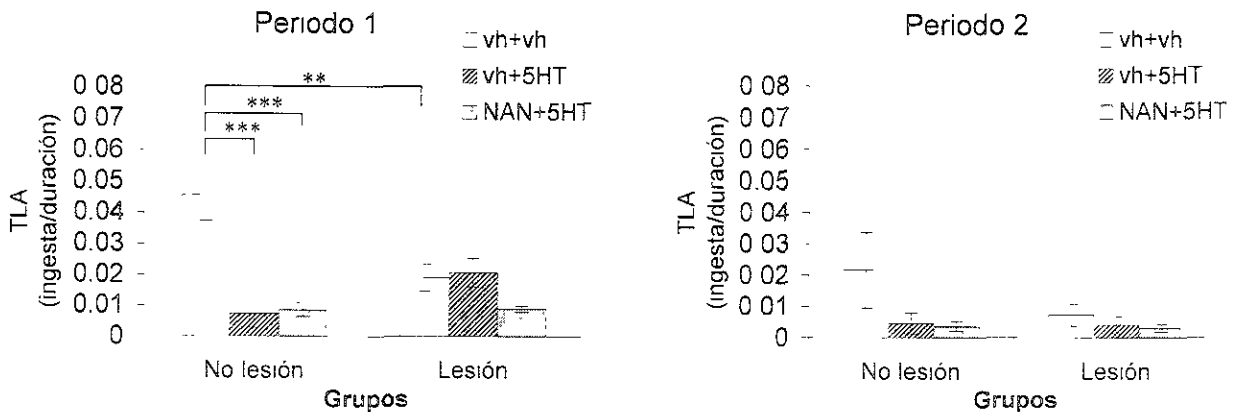 Periodo 1
vh+vh
vh+5HT
NAN+5HT
**
***
***
0 08
0 07
0.06
0.05
0.04
0.03
0.02
0.01
0
TLA
(ingesta/duración)
No lesión
Lesión
Grupos
Periodo 2
vh+vh
vh+5HT
NAN+5HT
0 08
0 07
0 06
0 05
0 04
0 03
0 02
0 01
0
TLA
(ingesta/duración)
No lesión
Lesión
Grupos